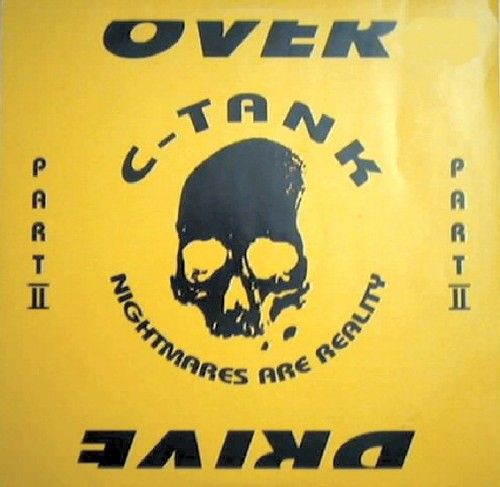 OVER
C-TANK
PART II
PART II
NIGHTMARES ARE REALITY
DRIVE